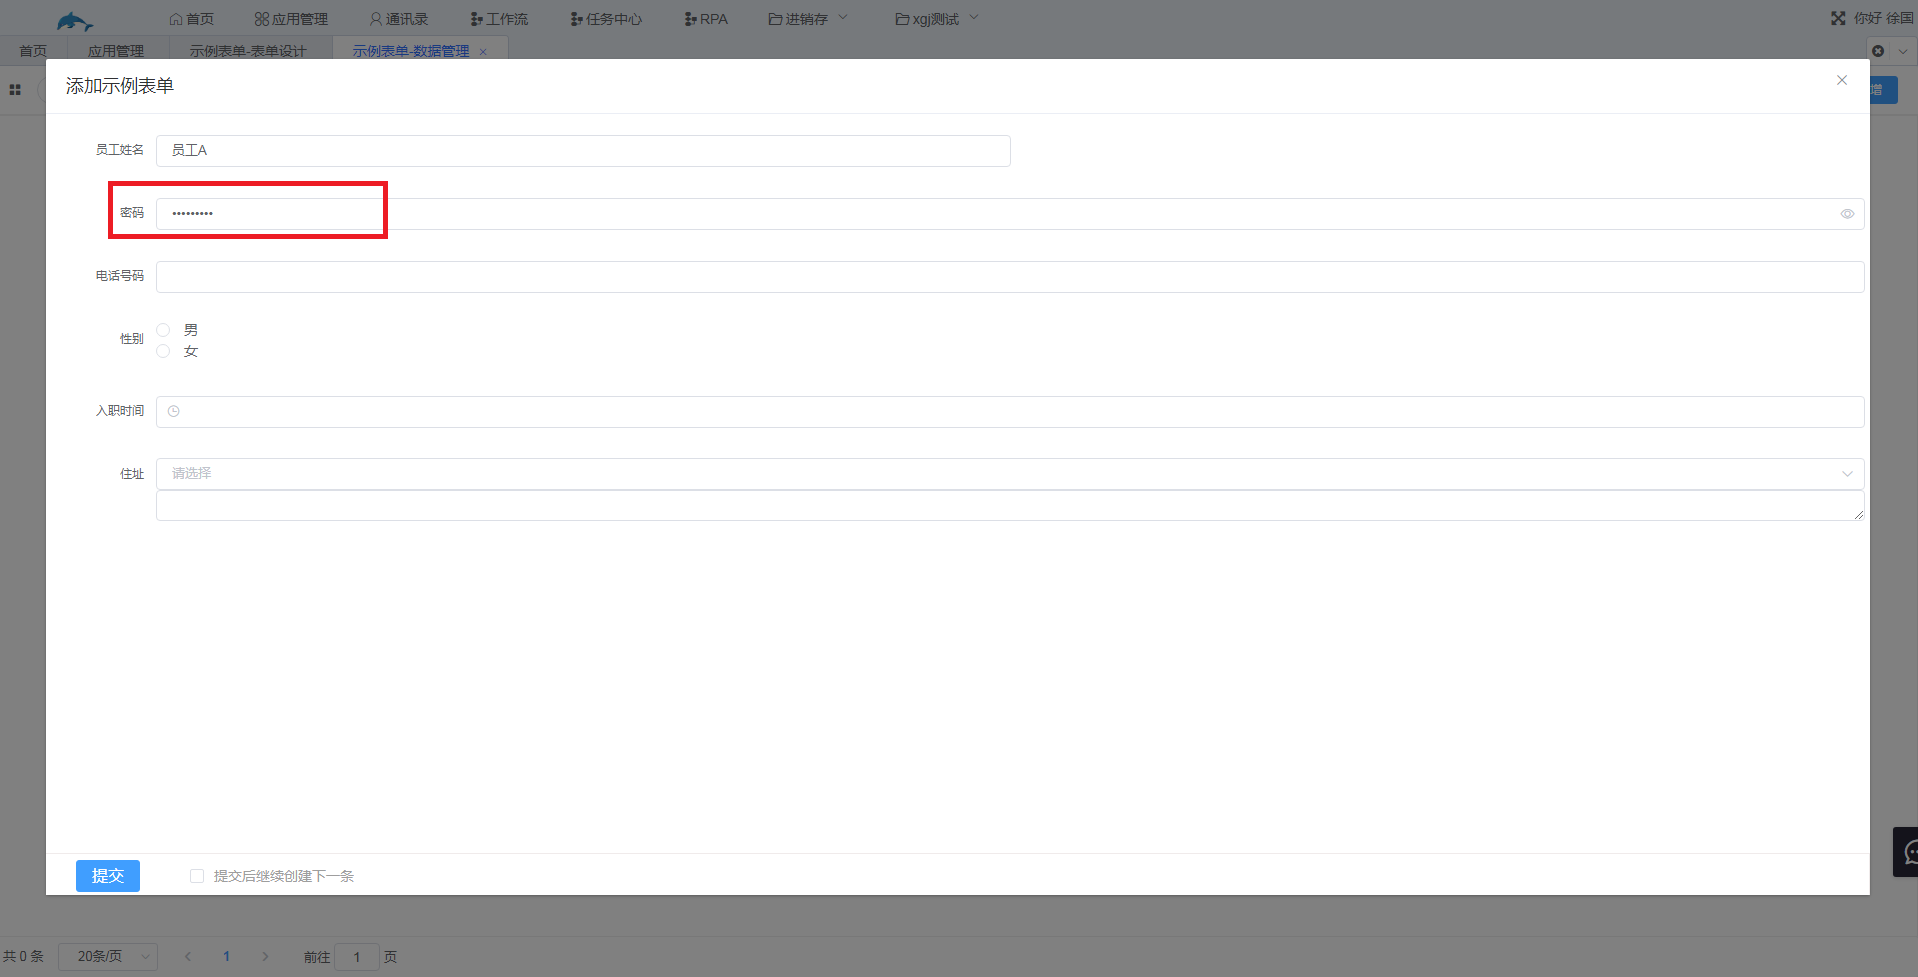 首页 应用管理 通讯录 工作流 任务中心 RPA 进销存 xgj测试 你好 徐国
首页 应用管理 示例表单-表单设计 示例表单-数据管理
添加示例表单
增
员工姓名 员工A
密码 •••••••••
电话号码
性别 男
女
入职时间
住址 请选择
提交 提交后继续创建下一条
共 0 条 20条/页 1 前往 1 页